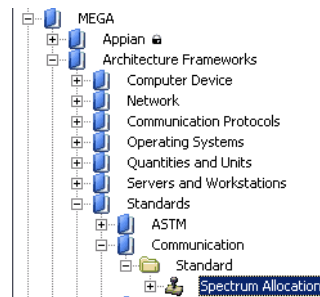 MEGA
Appian
Architecture Frameworks
Computer Device
Network
Communication Protocols
Operating Systems
Quantities and Units
Servers and Workstations
Standards
ASTM
Communication
Standard
Spectrum Allocation